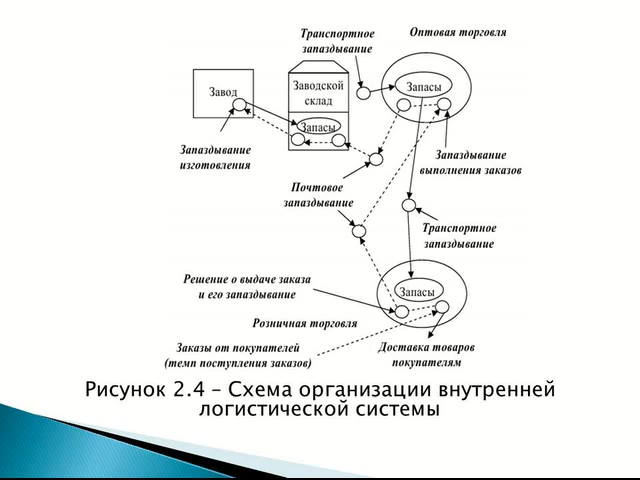 Транспортное
запаздывание
Оптовая торговля
Завод
Заводской
склад
Запасы
Запасы
Запаздывание
изготовления
Запаздывание
выполнения заказов
Почтовое
запаздывание
Транспортное
запаздывание
Решение о выдаче заказа
и его запаздывание
Запасы
Розничная торговля
Заказы от покупателей
(темп поступления заказов)
Доставка товаров
покупателям
Рисунок 2.4 – Схема организации внутренней
логистической системы